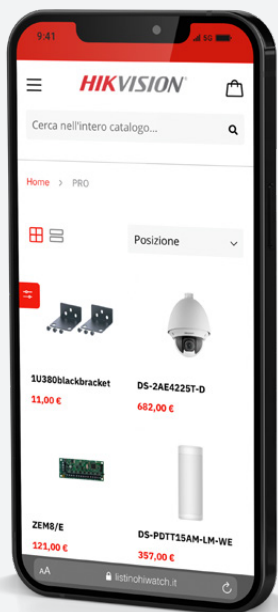 9:41
5G
HIKVISION
Cerca nell'intero catalogo...
Home > PRO
Posizione
1U380blackbracket
11,00 €
DS-2AE4225T-D
682,00 €
ZEM8/E
121,00 €
DS-PDTT15AM-LM-WE
357,00 €
AA
listinohiwatch.it